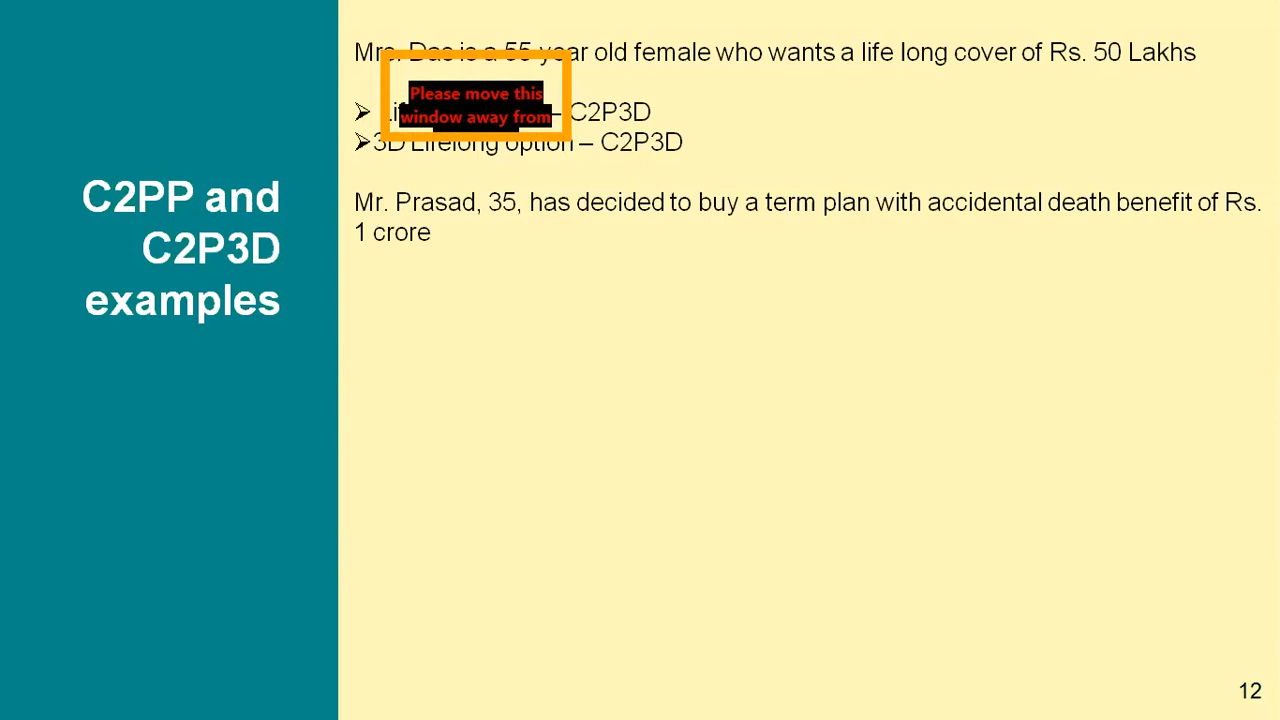 C2PP and
C2P3D
examples
Mrs. Das is a 55 year old female who wants a life long cover of Rs. 50 Lakhs
Please move this
window away from
– C2P3D
3D Lifelong option – C2P3D
Mr. Prasad, 35, has decided to buy a term plan with accidental death benefit of Rs.
1 crore
12